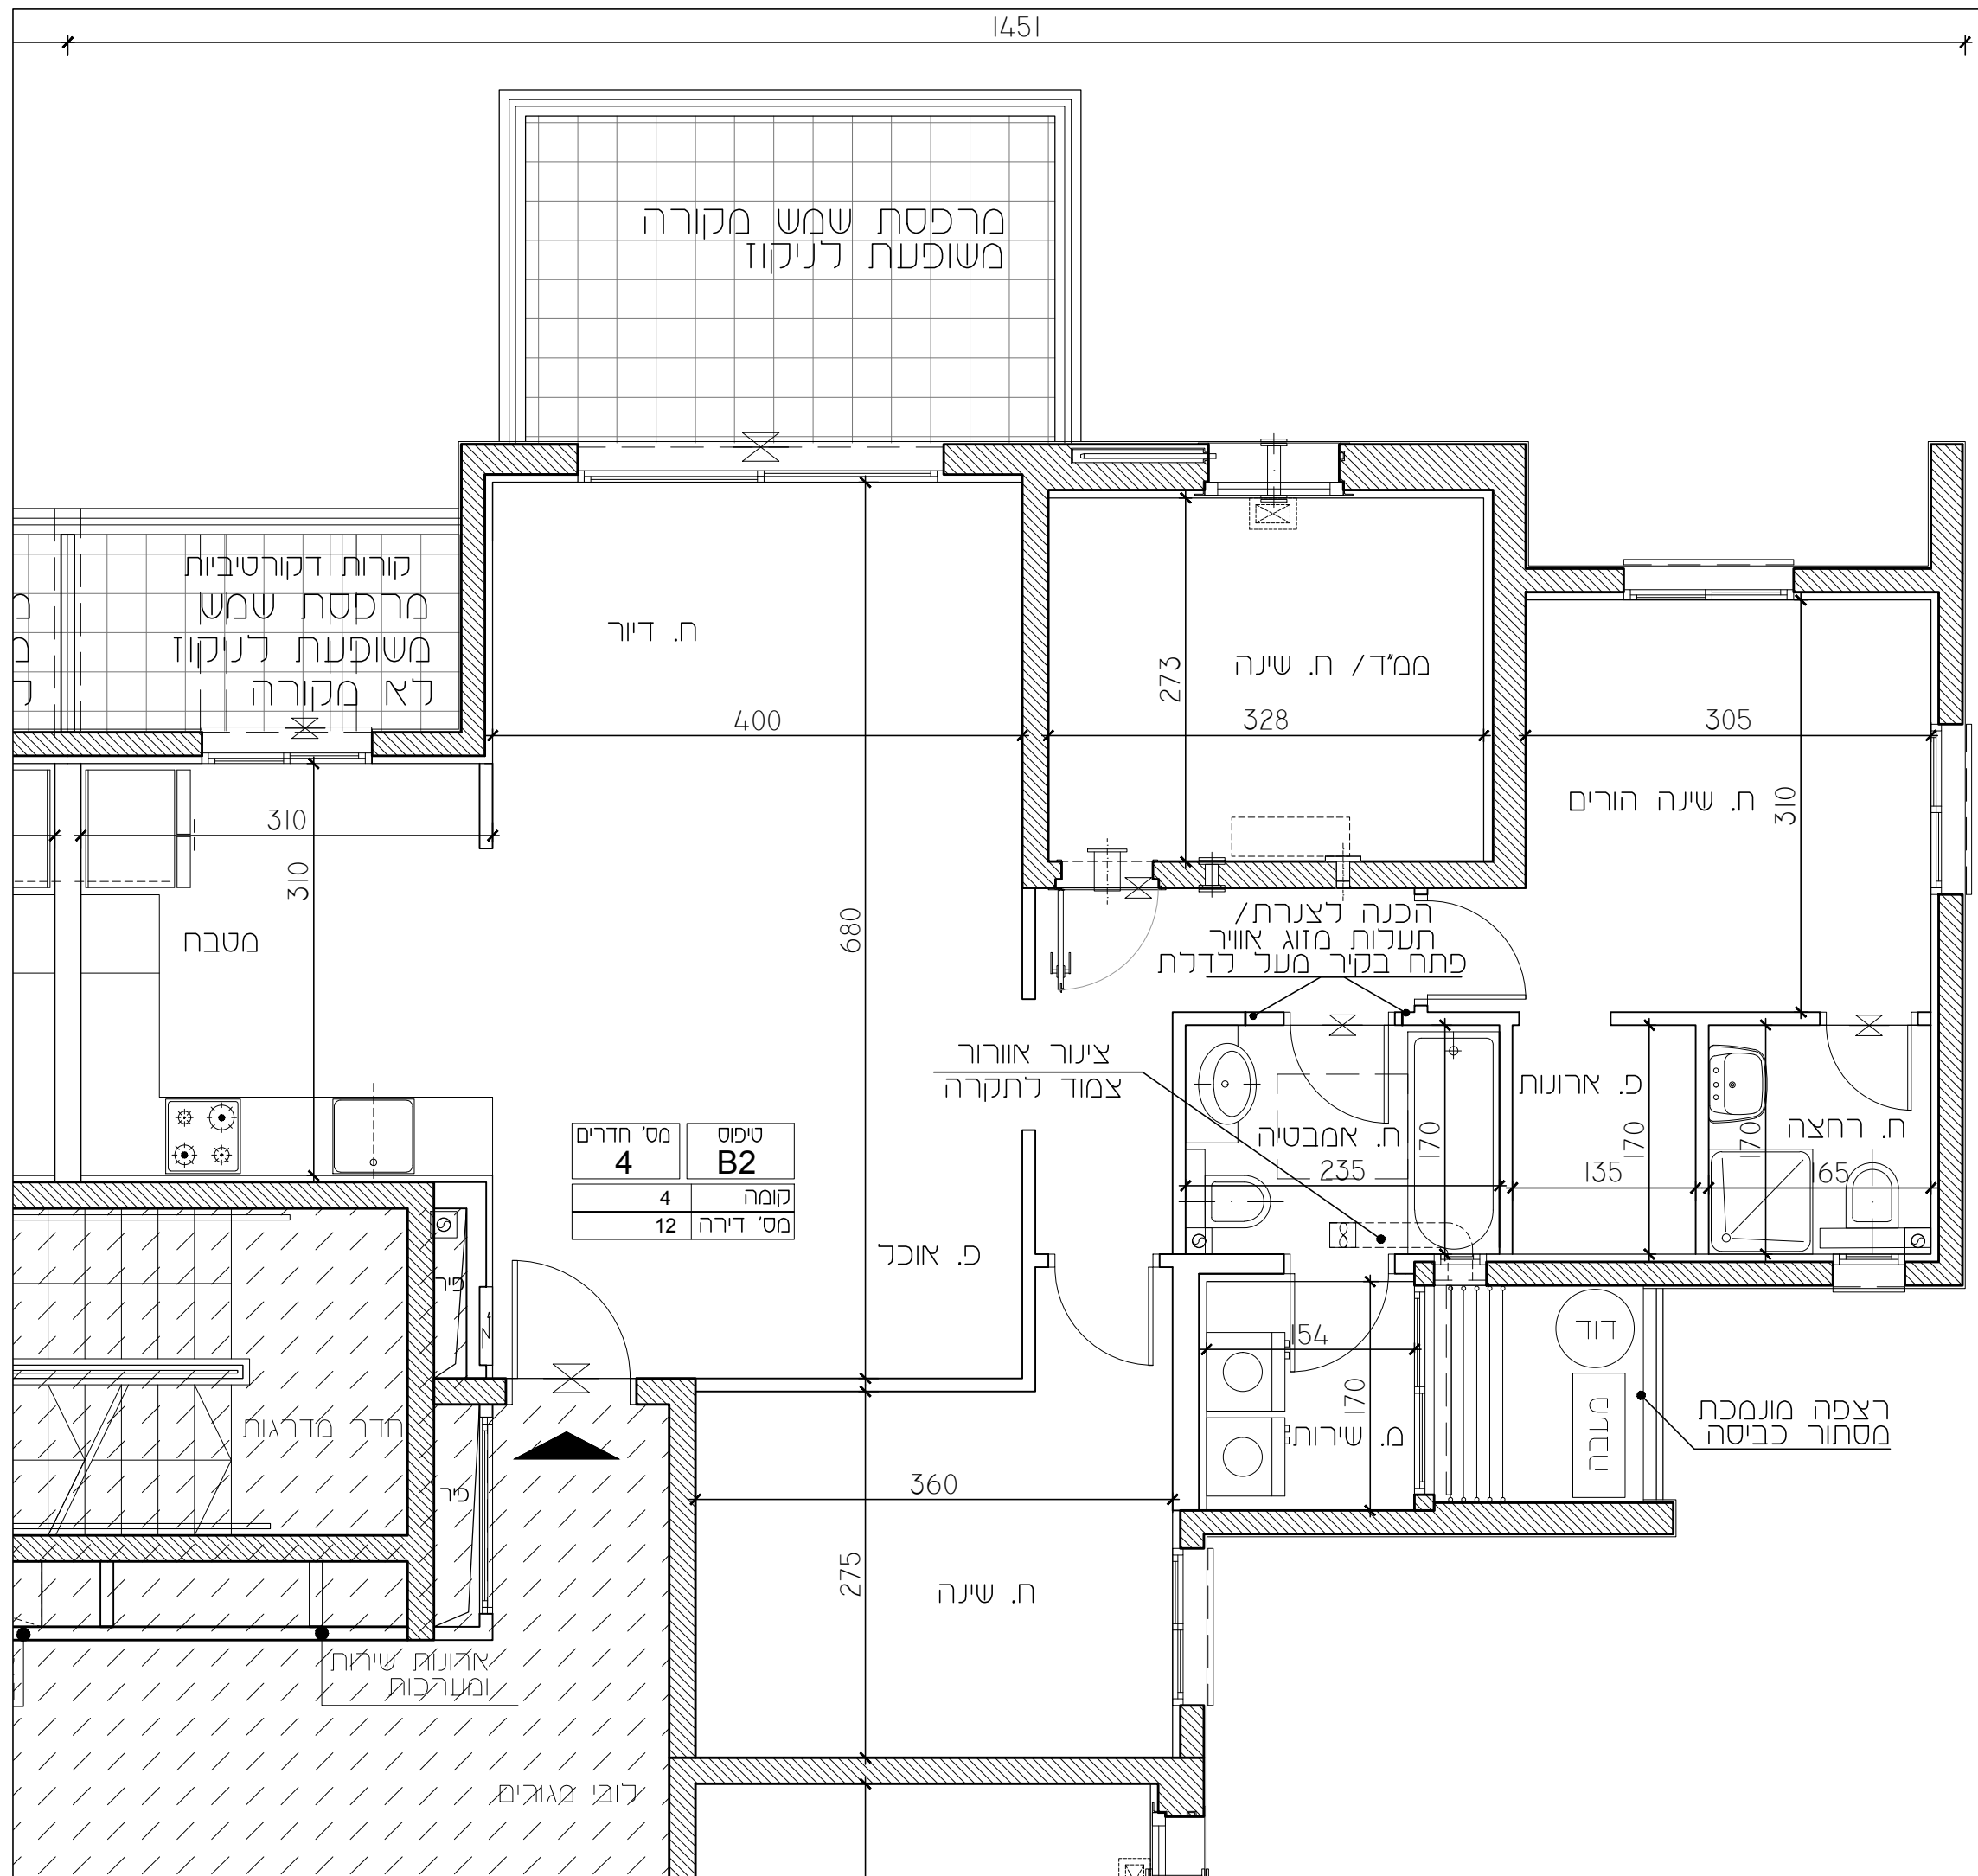 1451
מרפסת שמש מקורה
משופעת לניקוז
קורות דקורטיביות
מרפסת שמש
משופעת לניקוז
לא מקורה
ח. דיור
400
680
ממ"ד/ ח. שינה
273
328
305
ח. שינה הורים
310
310
310
מטבח
הכנה לצנרת/
תעלות מזוג אוויר
פתח בקיר מעל לדלת
צינור אוורור
צמוד לתקרה
טיפוס מס' חדרים
B2 4
קומה 4
מס' דירה 12
פ. אוכל
ח. אמבטיה
235
170
פ. ארונות
135
170
ח. רחצה
165
170
פיר
N
154
170
מ. שירות
דוד
מעבה
רצפה מונמכת
מסתור כביסה
חדר מדרגות
פיר
360
275
ח. שינה
ארונות שירות
ומערכות
לובי מגורים